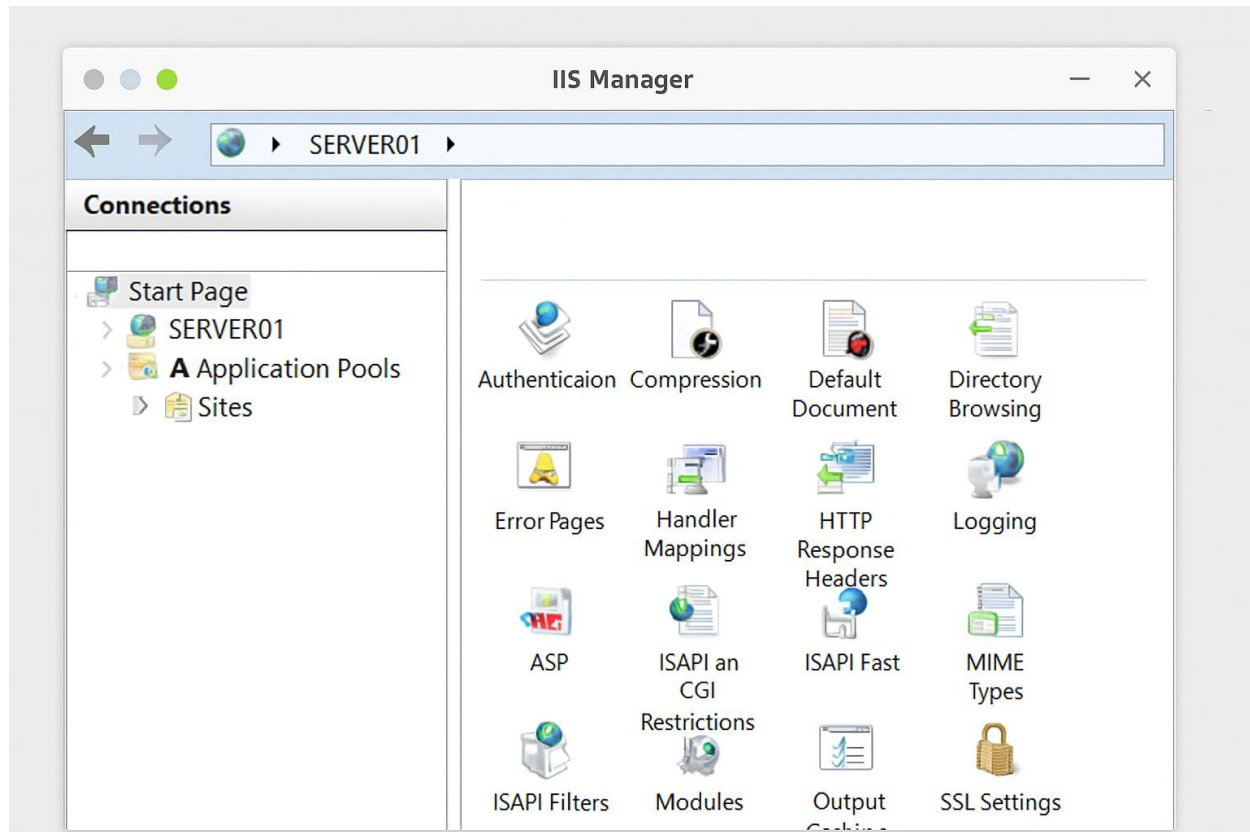 IIS Manager
SERVER01
Connections
Start Page
SERVER01
A Application Pools
Sites
Authenticaion
Compression
Default
Document
Directory
Browsing
Error Pages
Handler
Mappings
HTTP
Response
Headers
Logging
ASP
ISAPI an
CGI
Restrictions
ISAPI Fast
MIME
Types
ISAPI Filters
Modules
Output
SSL Settings